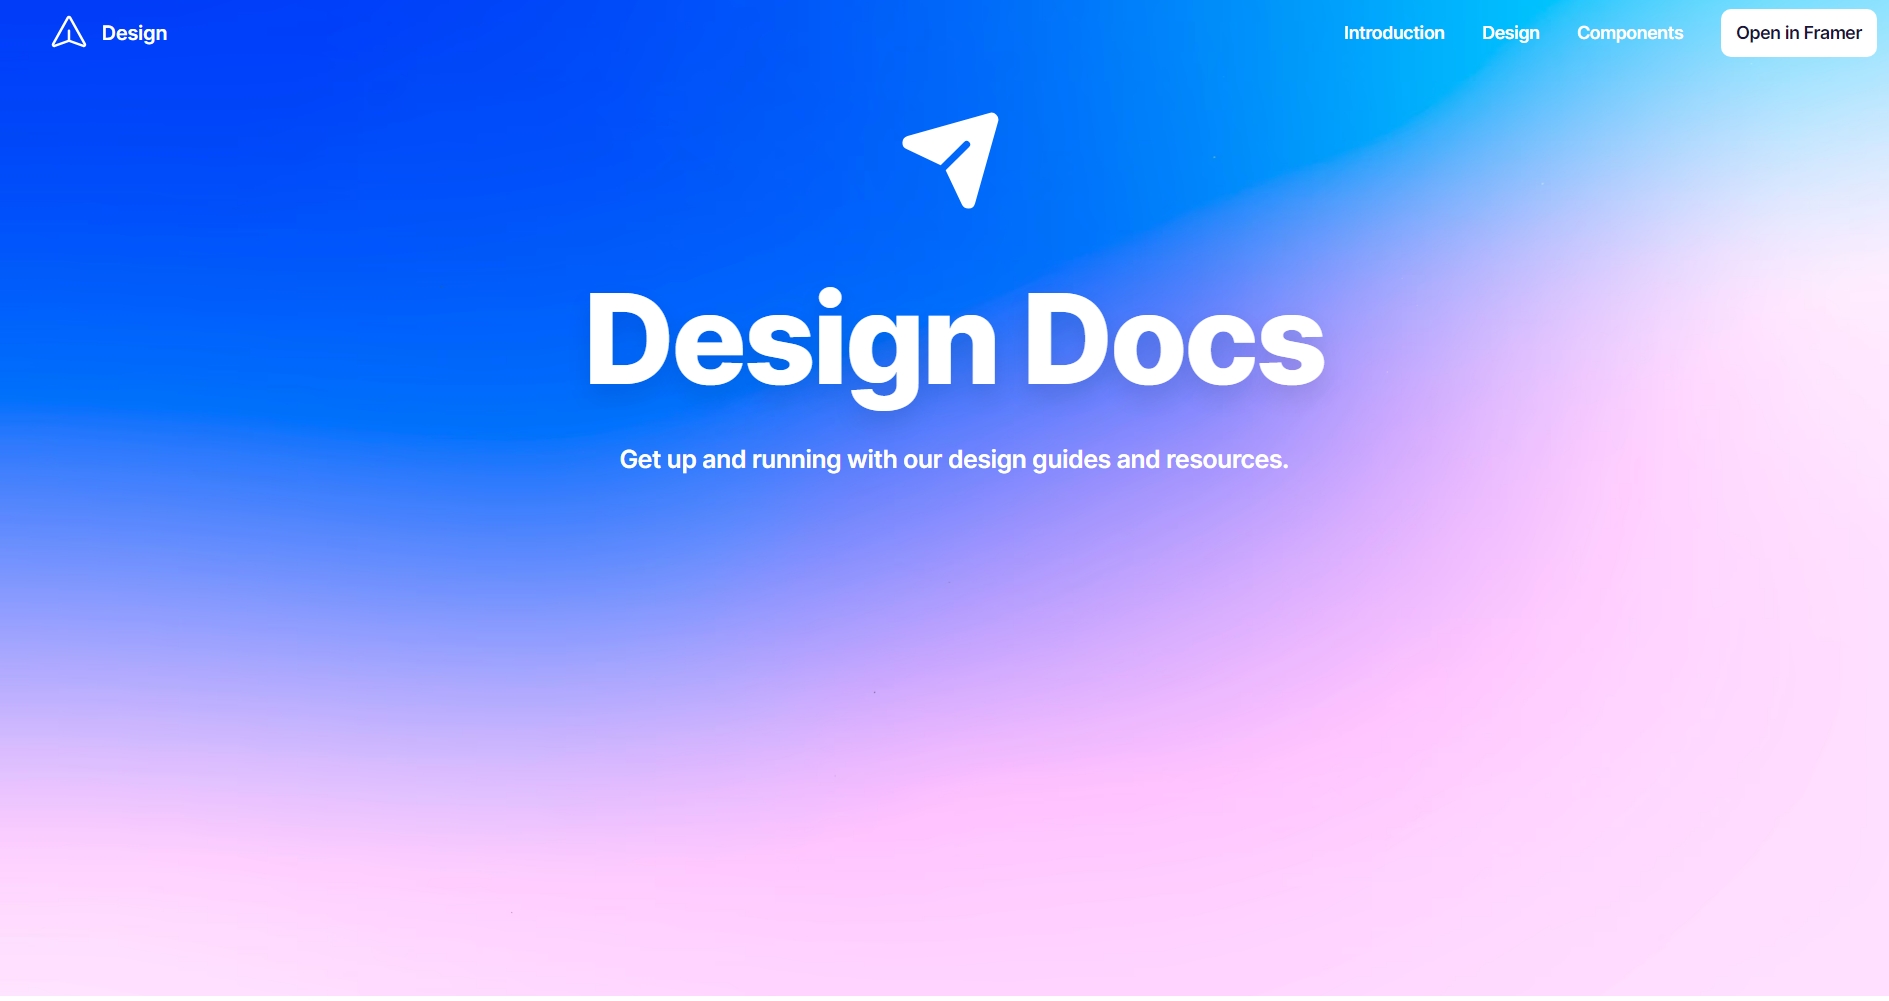 Design
Introduction
Design
Components
Open in Framer
Design Docs
Get up and running with our design guides and resources.